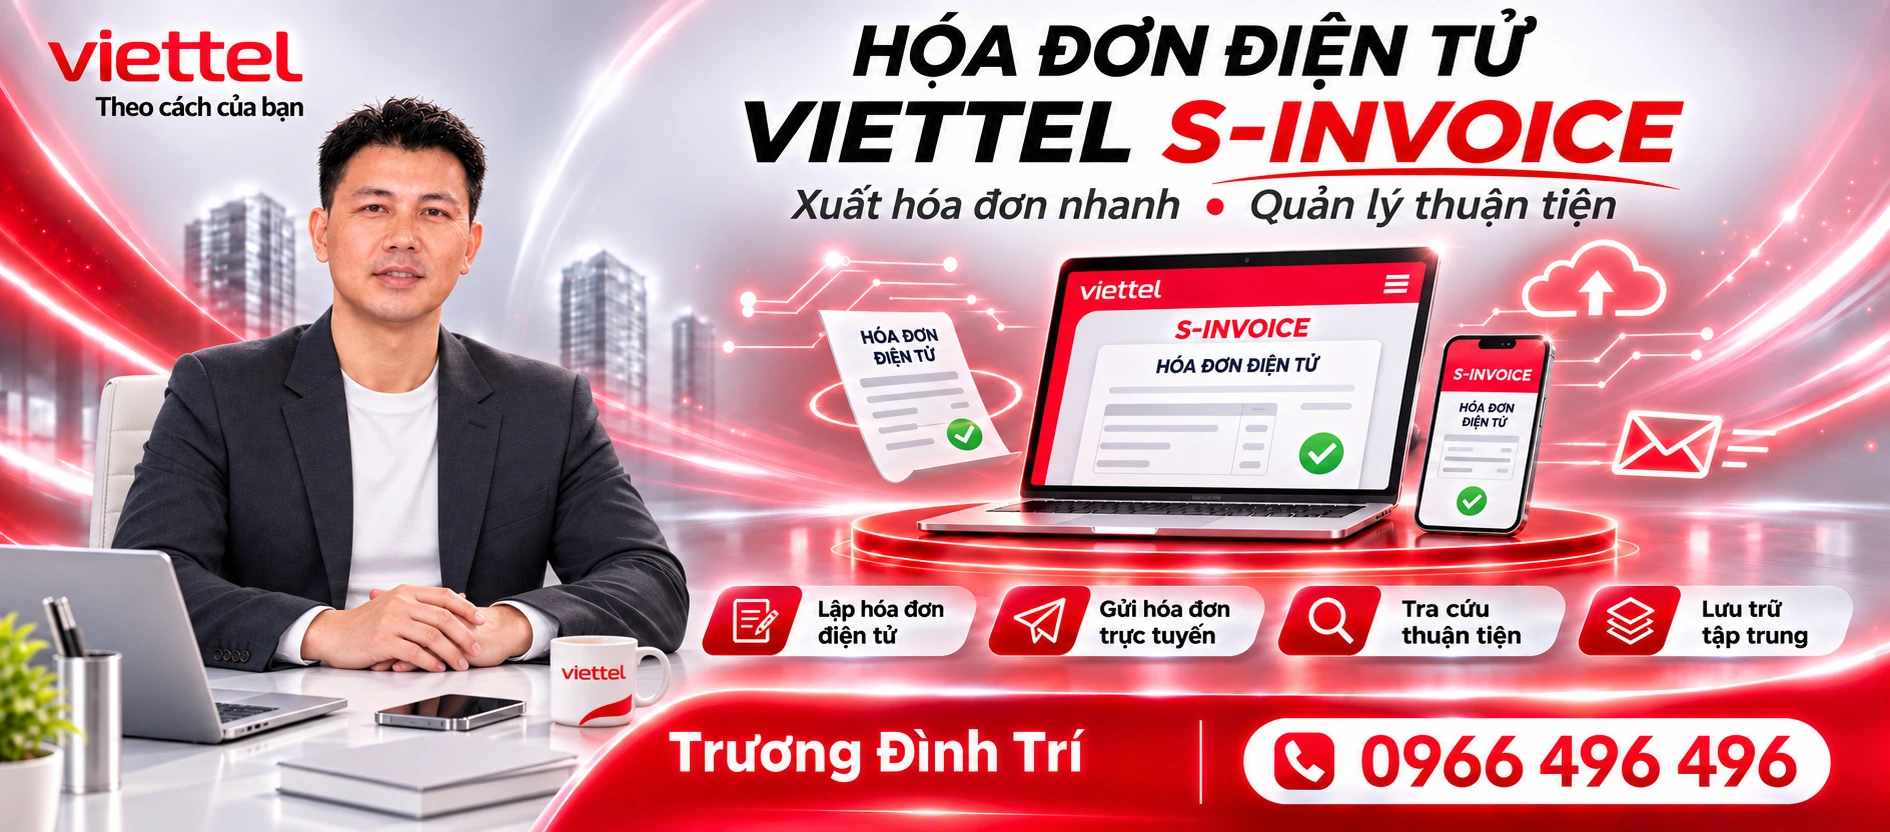 viettel
Theo cách của bạn
HÓA ĐƠN ĐIỆN TỬ
VIETTEL S-INVOICE
Xuất hóa đơn nhanh • Quản lý thuận tiện
HÓA ĐƠN
ĐIỆN TỬ
viettel
S-INVOICE
HÓA ĐƠN ĐIỆN TỬ
S-INVOICE
HÓA ĐƠN
ĐIỆN TỬ
Lập hóa đơn
điện tử
Gửi hóa đơn
trực tuyến
Tra cứu
thuận tiện
Lưu trữ
tập trung
viettel
Trương Đình Trí
0966 496 496